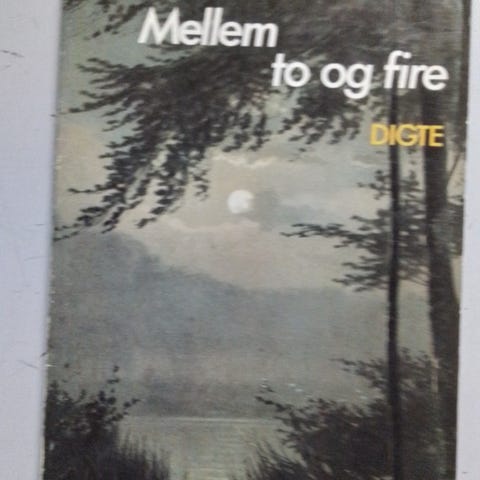 Mellem
to og fire
DIGTE